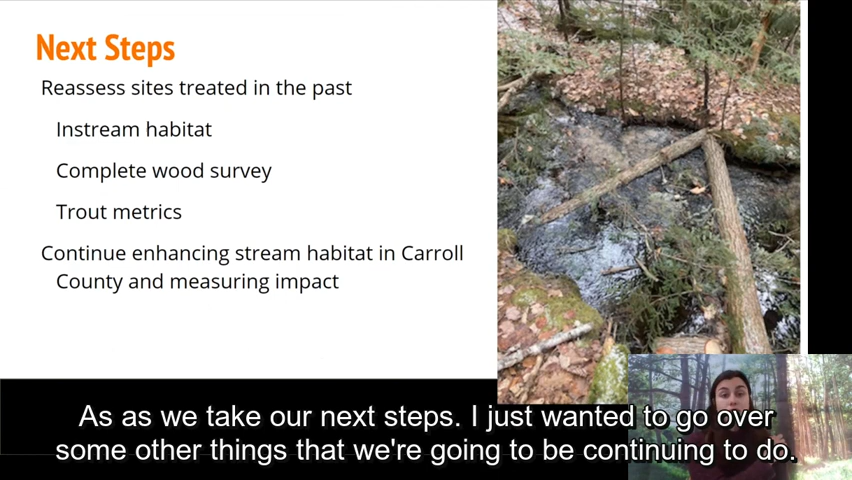 Next Steps
Reassess sites treated in the past
Instream habitat
Complete wood survey
Trout metrics
Continue enhancing stream habitat in Carroll
County and measuring impact
As as we take our next steps. I just wanted to go over
some other things that we're going to be continuing to do.